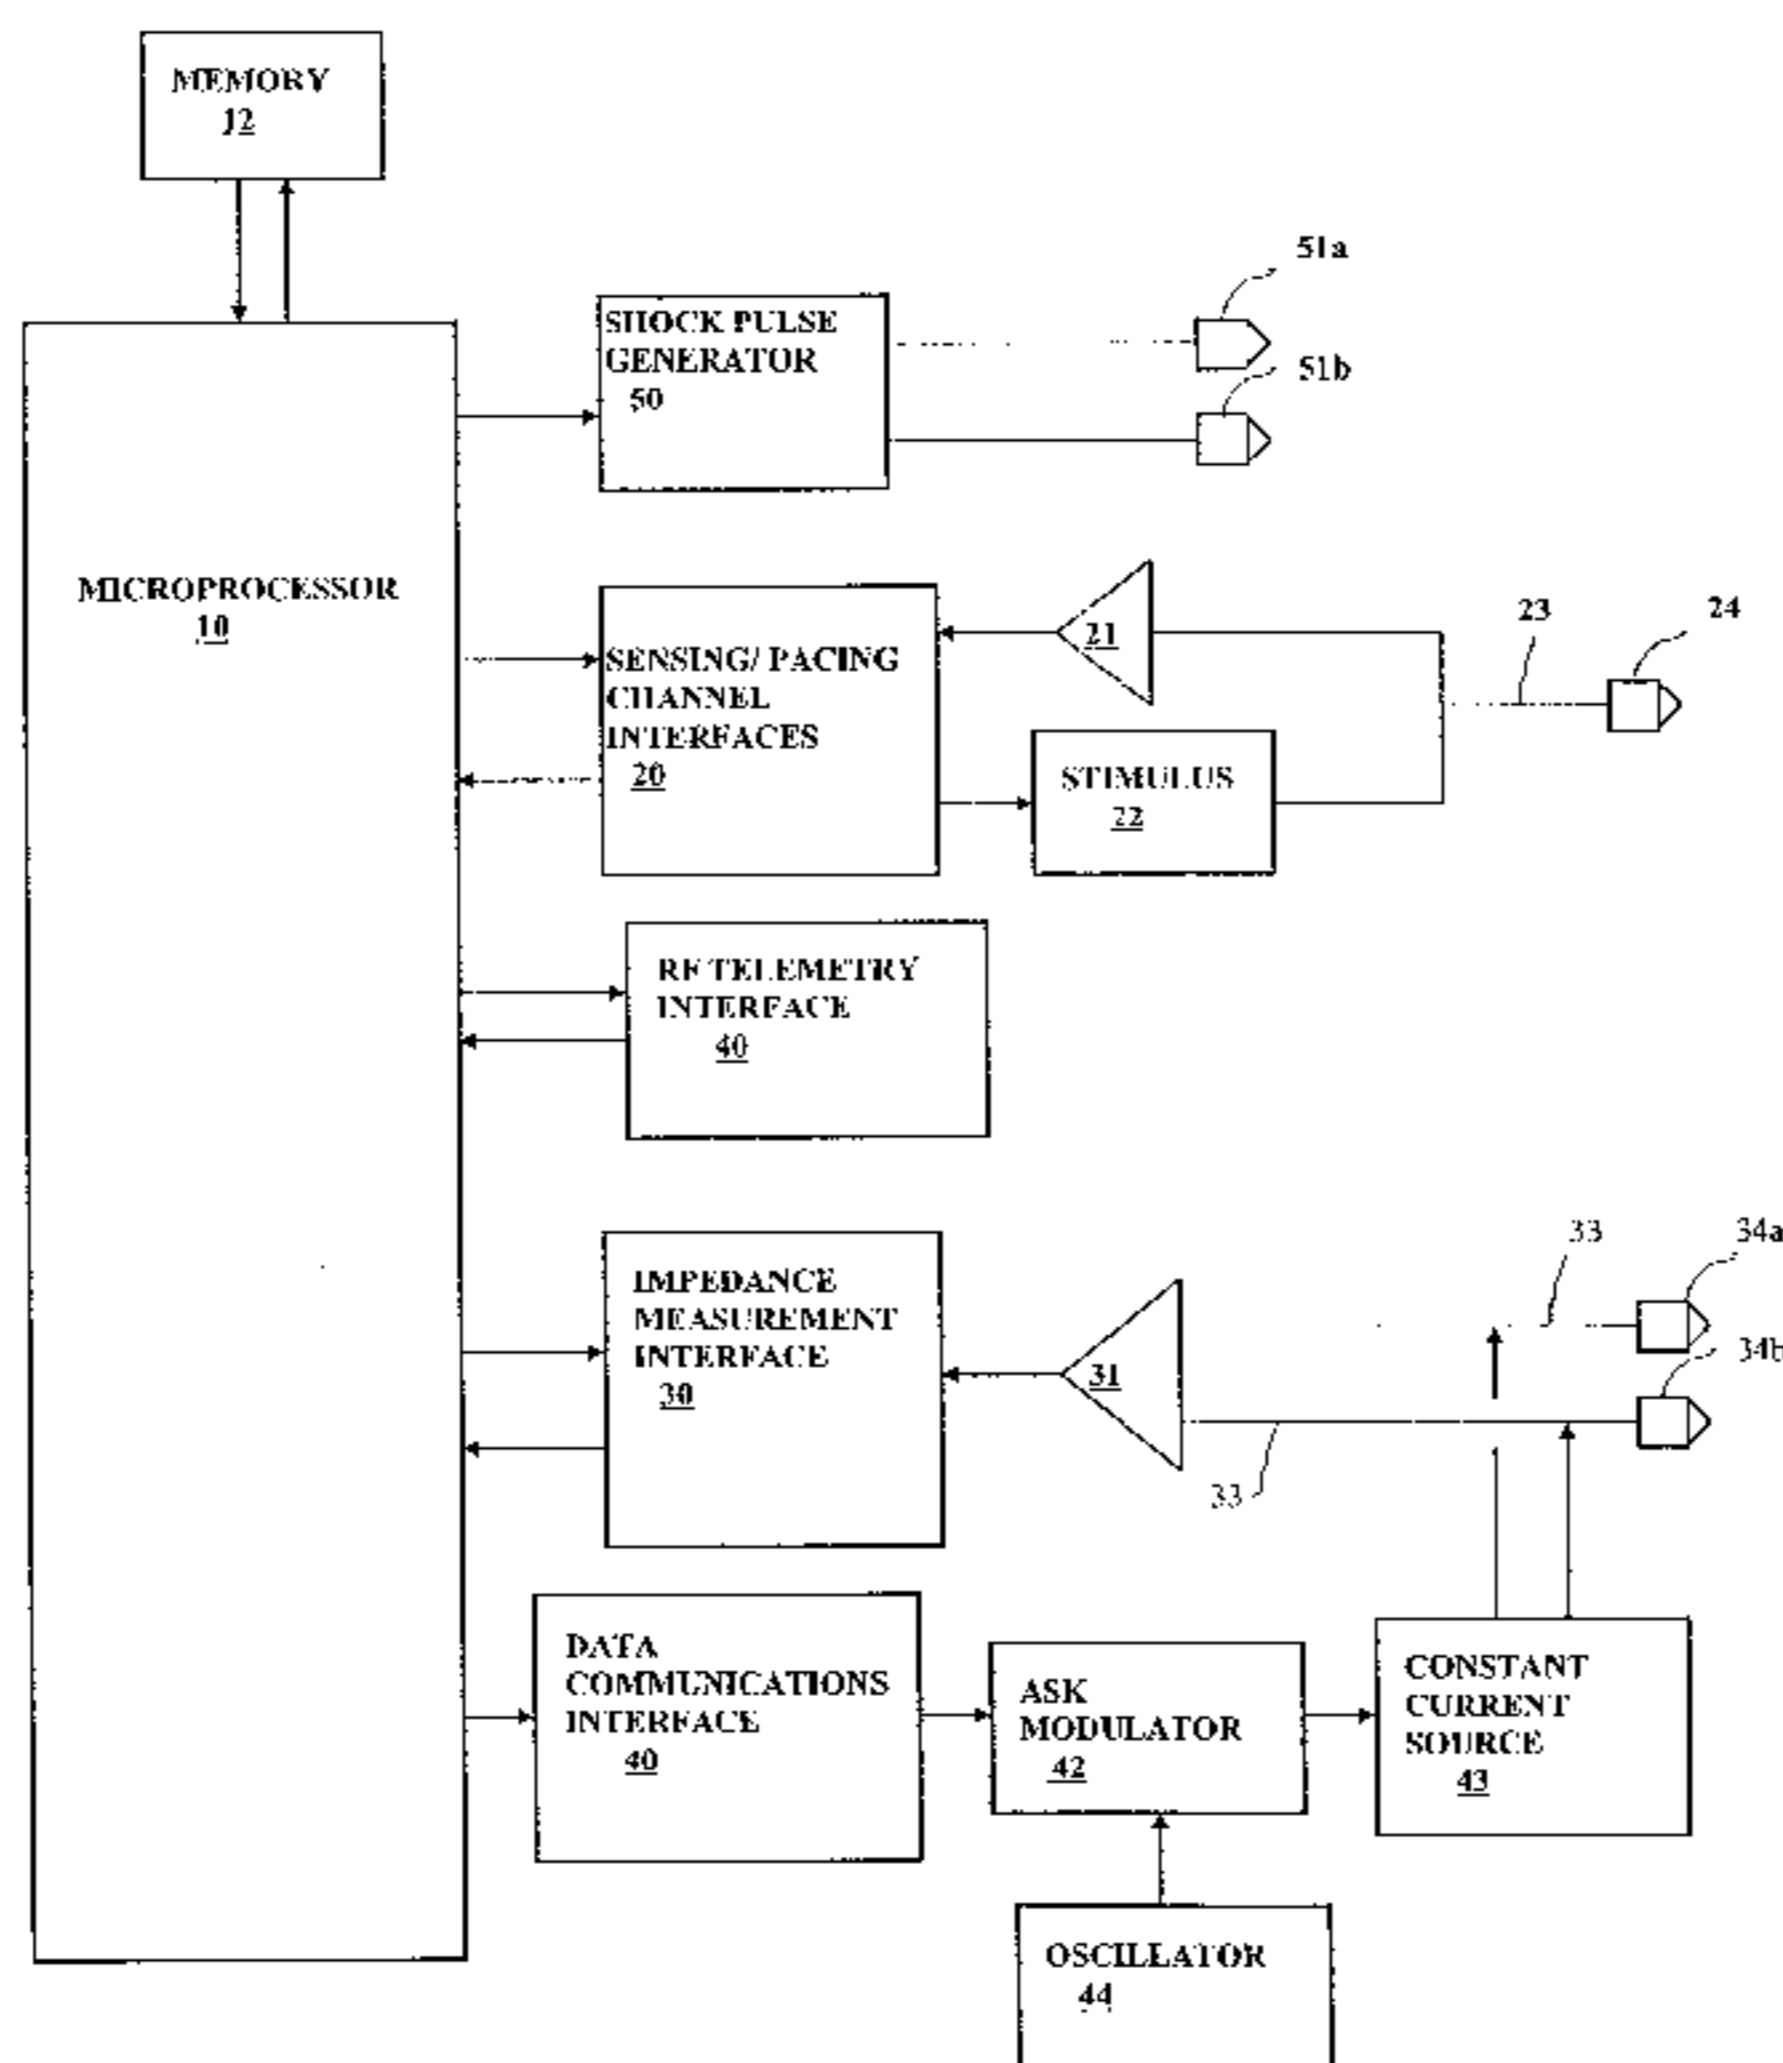 MEMORY
12
51a
SHOCK PULSE
GENERATOR
50
51b
MICROPROCESSOR
10
SENSING/ PACING
CHANNEL
INTERFACES
20
21
STIMULUS
22
23
24
RF TELEMETRY
INTERFACE
40
IMPEDANCE
MEASUREMENT
INTERFACE
30
31
33
34a
34b
33
DATA
COMMUNICATIONS
INTERFACE
40
ASK
MODULATOR
42
CONSTANT
CURRENT
SOURCE
43
OSCILLATOR
44